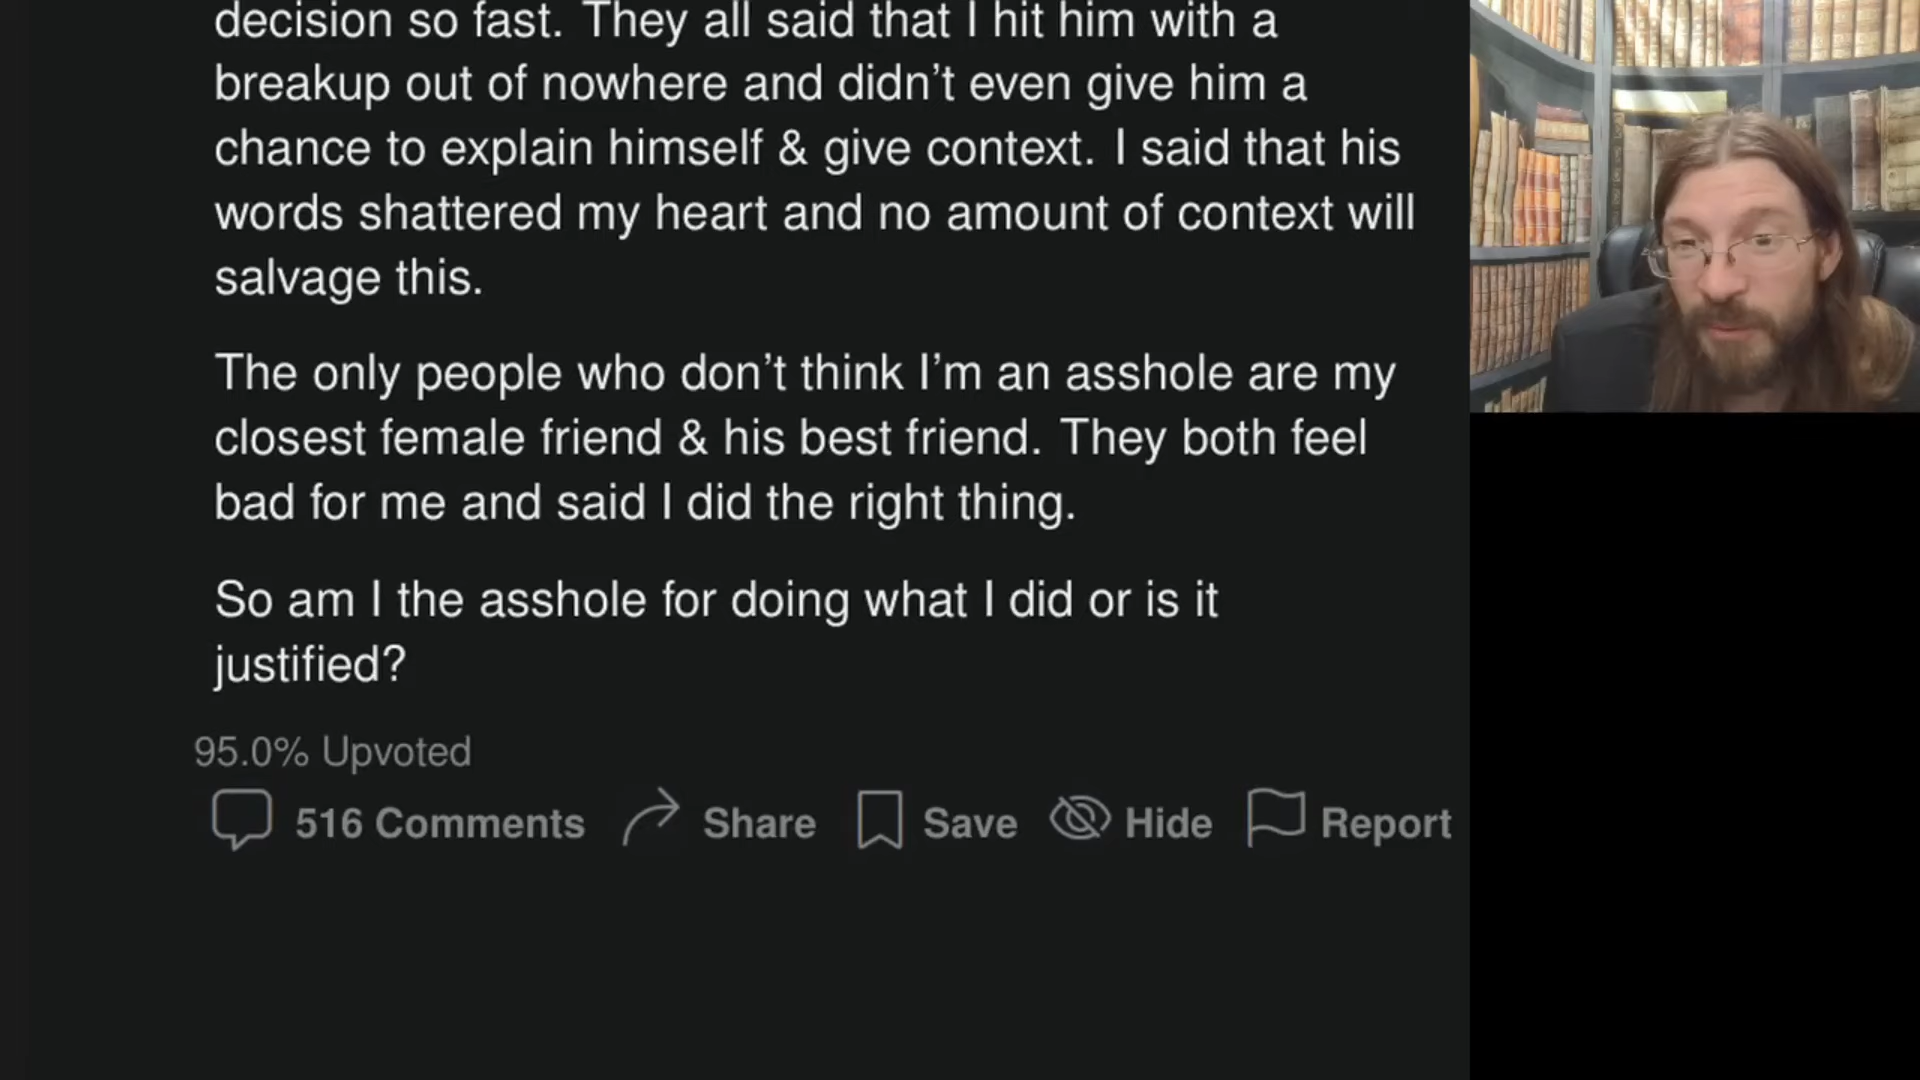 decision so fast. They all said that I hit him with a
breakup out of nowhere and didn’t even give him a
chance to explain himself & give context. I said that his
words shattered my heart and no amount of context will
salvage this.
The only people who don’t think I’m an asshole are my
closest female friend & his best friend. They both feel
bad for me and said I did the right thing.
So am I the asshole for doing what I did or is it
justified?
95.0% Upvoted
516 Comments Share Save Hide Report